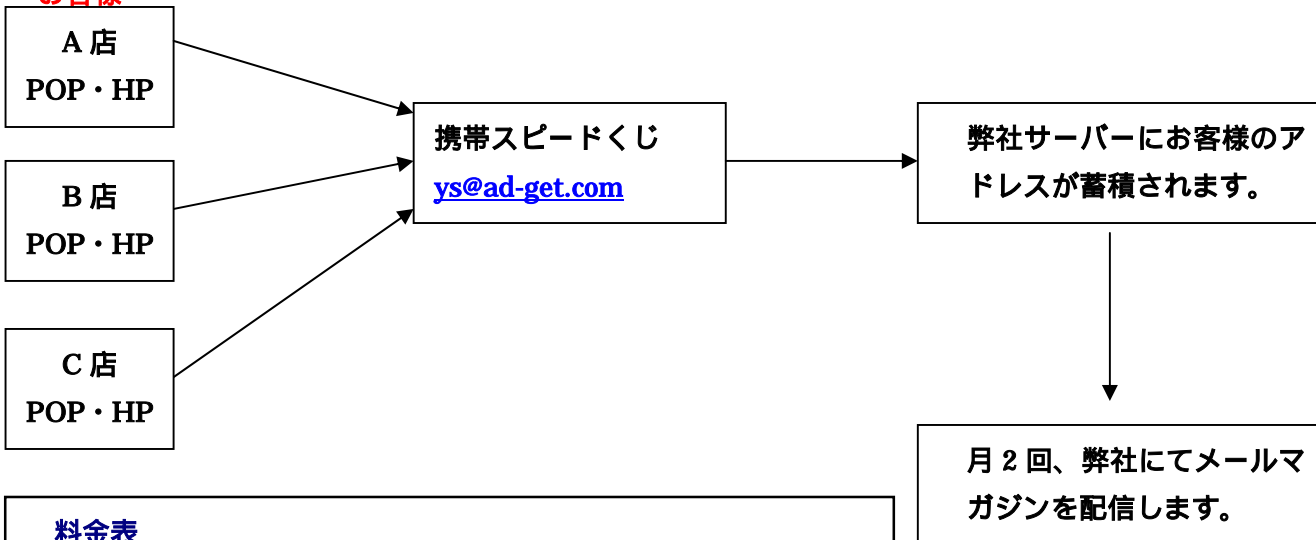 お客様
A 店
POP・HP
B 店
POP・HP
C 店
POP・HP
携帯スピードくじ
ys@ad-get.com
弊社サーバーにお客様のア
ドレスが蓄積されます。
月 2 回、弊社にてメールマ
ガジンを配信します。
料金表